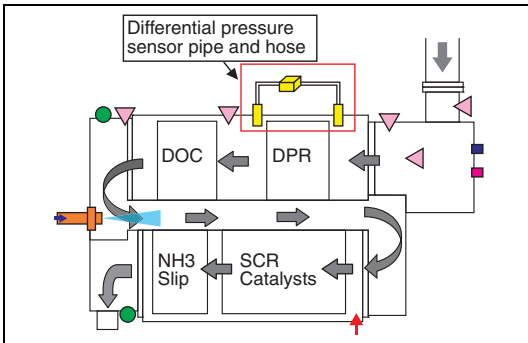 Differential pressure
sensor pipe and hose
DOC
DPR
NH3
Slip
SCR
Catalysts